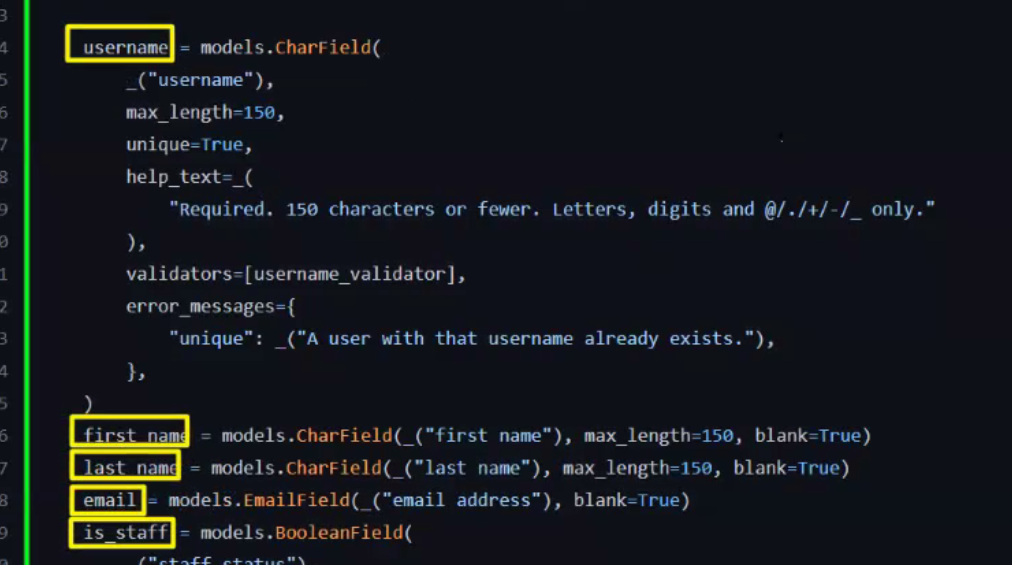 3
4 username = models.CharField(
5 _("username"),
6 max_length=150,
7 unique=True,
8 help_text=_(
9 "Required. 150 characters or fewer. Letters, digits and @/./+/-/_ only."
0 ),
1 validators=[username_validator],
2 error_messages={
3 "unique": _("A user with that username already exists."),
4 },
5 )
6 first_name = models.CharField(_("first name"), max_length=150, blank=True)
7 last_name = models.CharField(_("last name"), max_length=150, blank=True)
8 email = models.EmailField(_("email address"), blank=True)
9 is_staff = models.BooleanField(
_("staff status"),